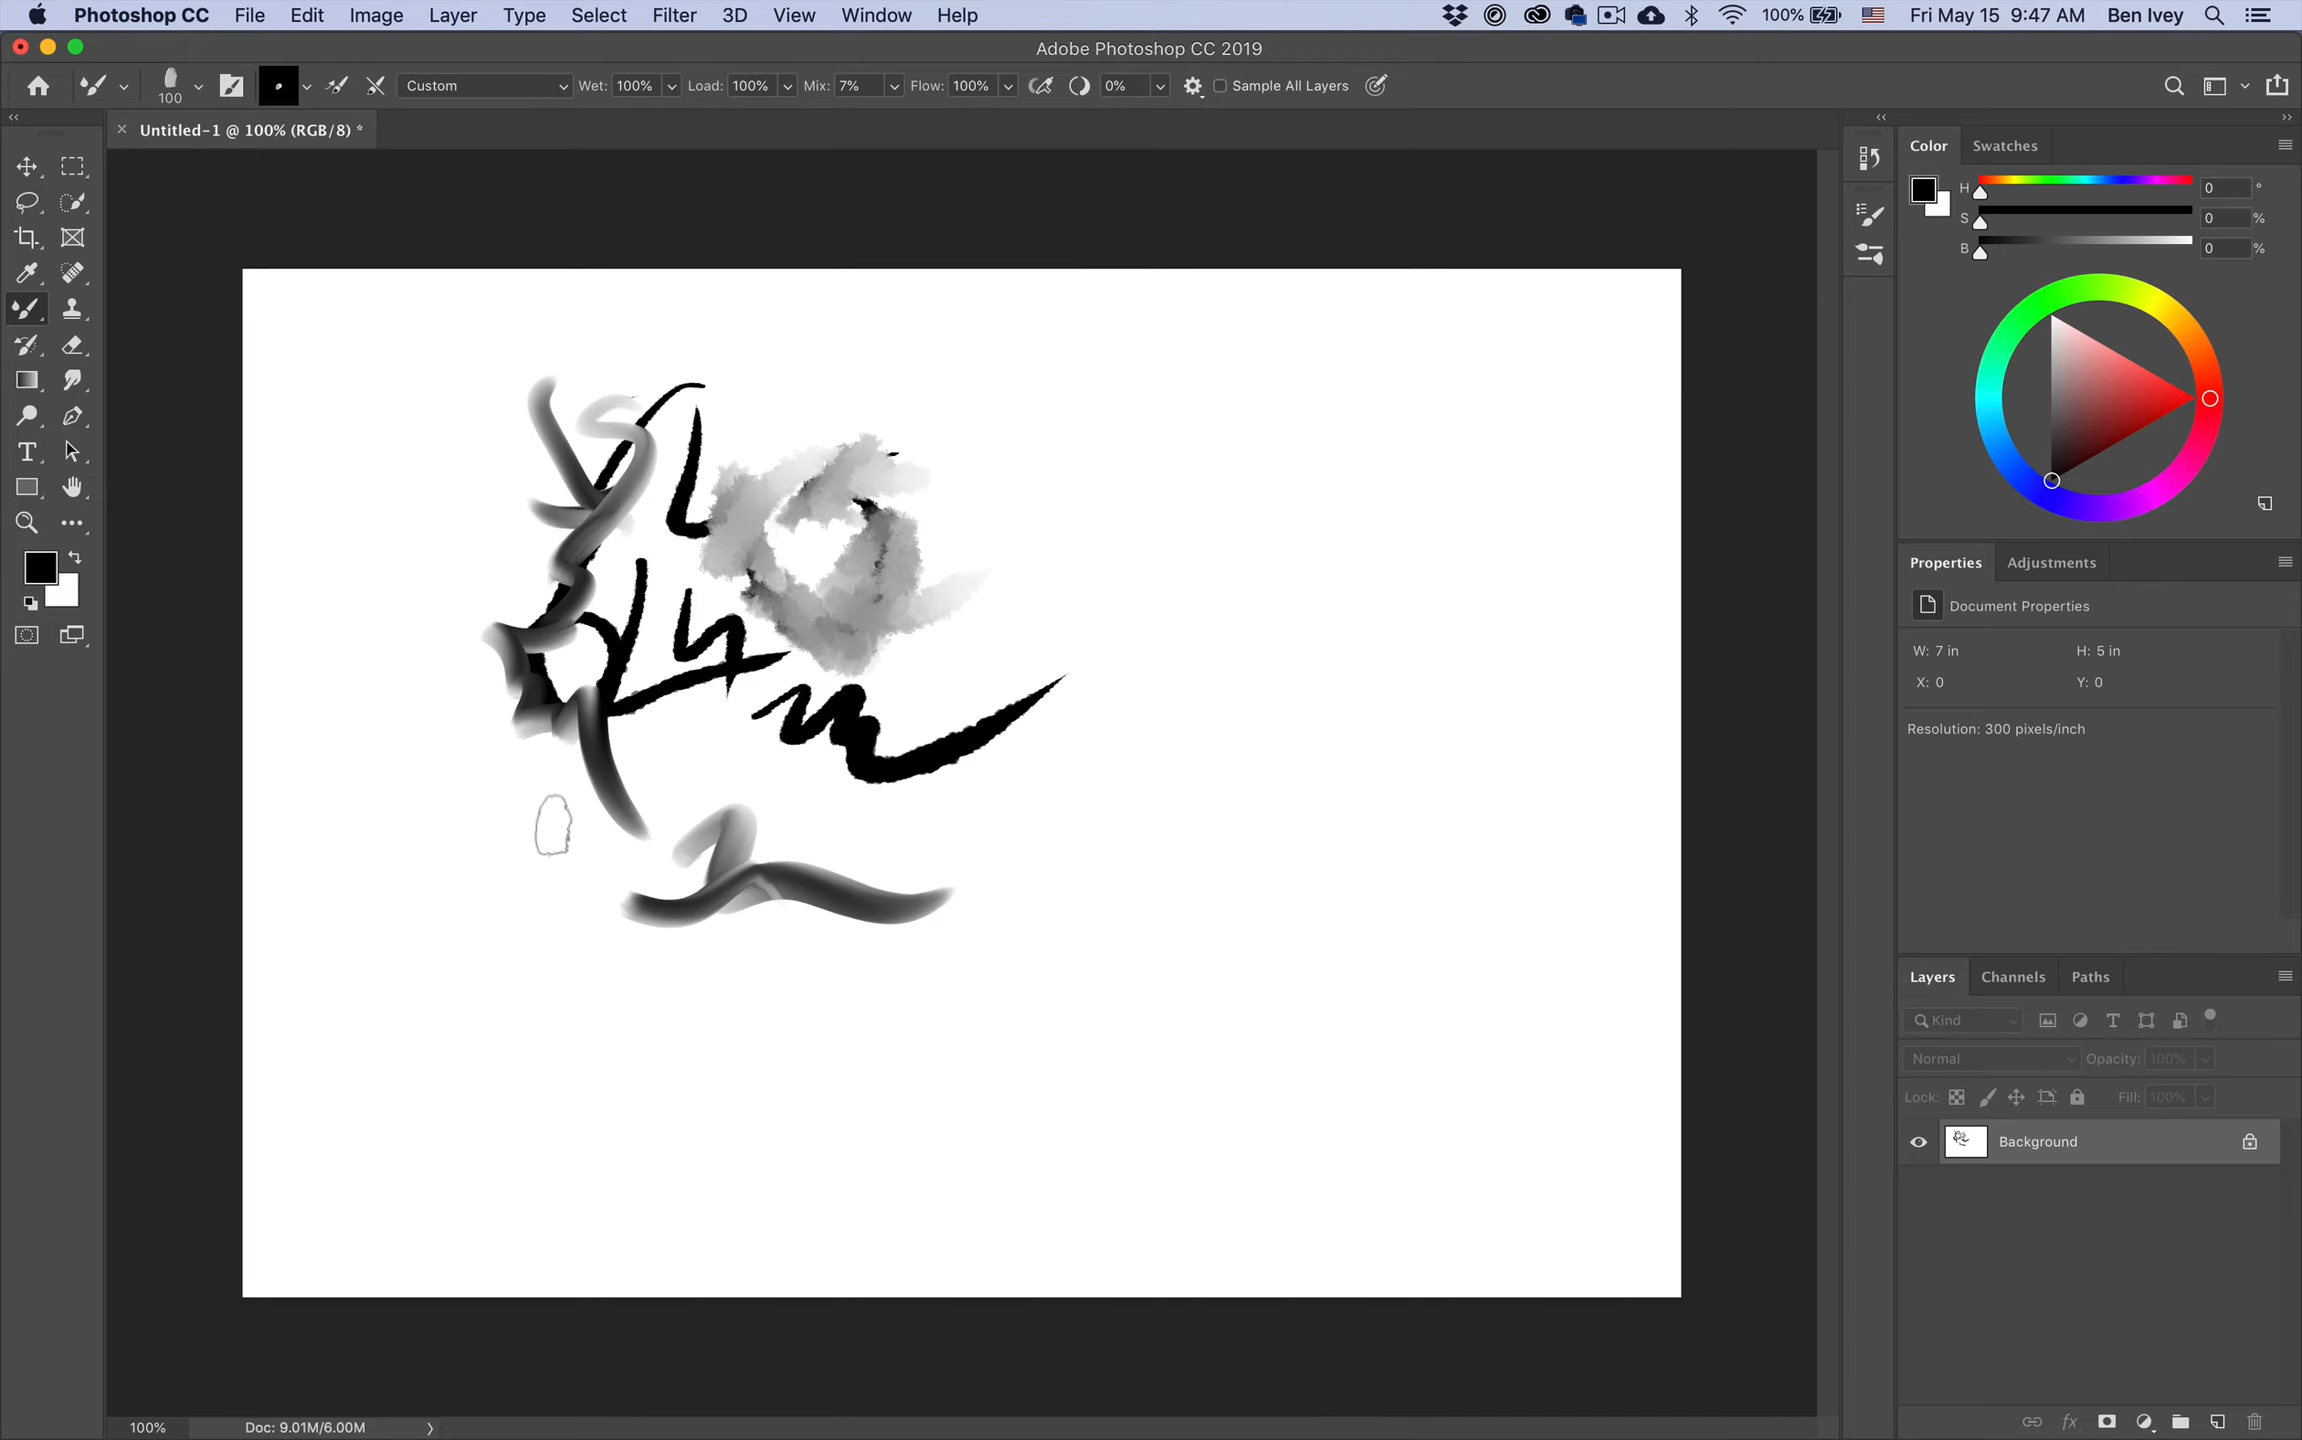 Photoshop CC File Edit Image Layer Type Select Filter 3D View Window Help 100% Fri May 15 9:47 AM Ben Ivey
Adobe Photoshop CC 2019
100 Custom Wet: 100% Load: 100% Mix: 7% Flow: 100% 0% Sample All Layers
Untitled-1 @ 100% (RGB/8) *
Color Swatches
H 0 °
S 0 %
B 0 %
Properties Adjustments
Document Properties
W: 7 in H: 5 in
X: 0 Y: 0
Resolution: 300 pixels/inch
Layers Channels Paths
Kind
Normal Opacity: 100%
Lock: Fill: 100%
Background
100% Doc: 9.01M/6.00M